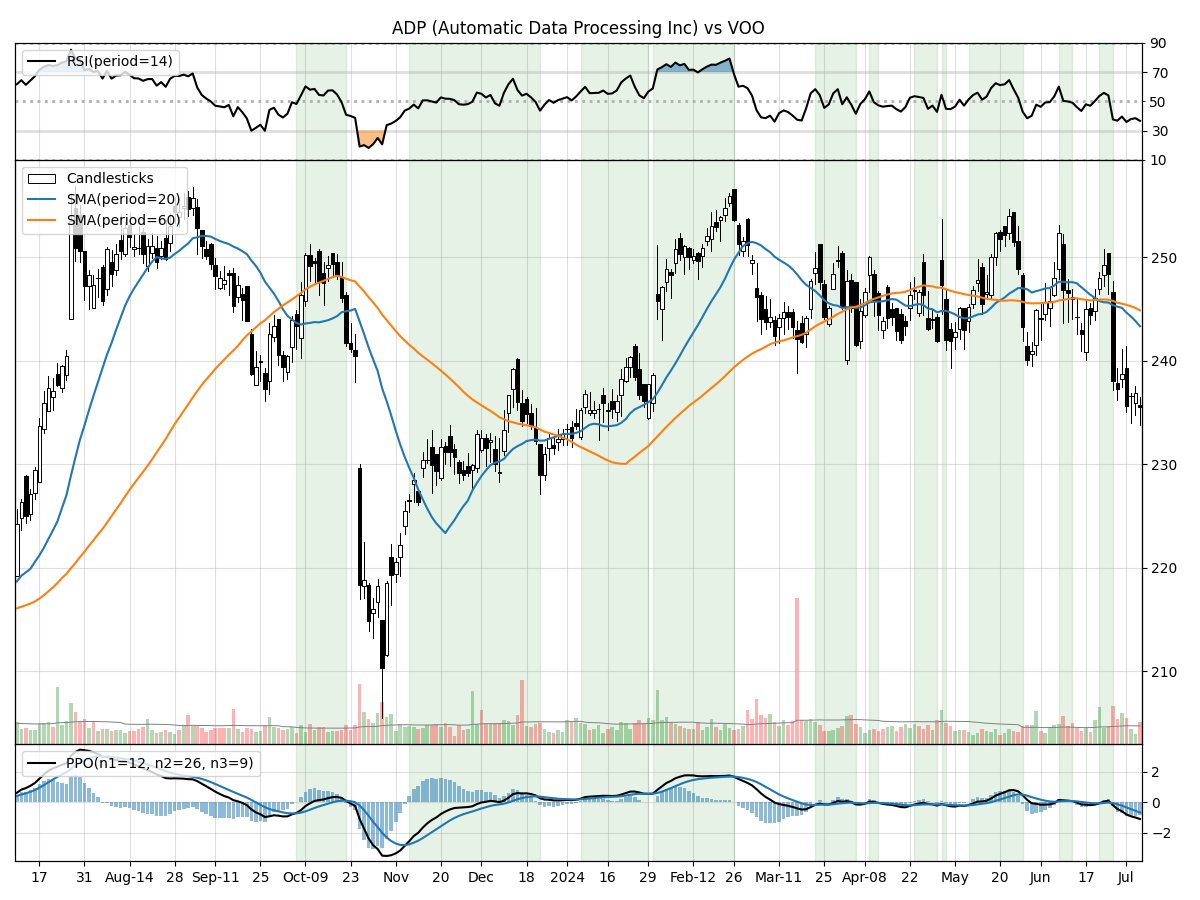 ADP (Automatic Data Processing Inc) vs VOO
RSI(period=14)
90
70
50
30
10
Candlesticks
SMA(period=20)
SMA(period=60)
250
240
230
220
210
PPO(n1=12, n2=26, n3=9)
2
0
−2
17 31 Aug-14 28 Sep-11 25 Oct-09 23 Nov 20 Dec 18 2024 16 29 Feb-12 26 Mar-11 25 Apr-08 22 May 20 Jun 17 Jul